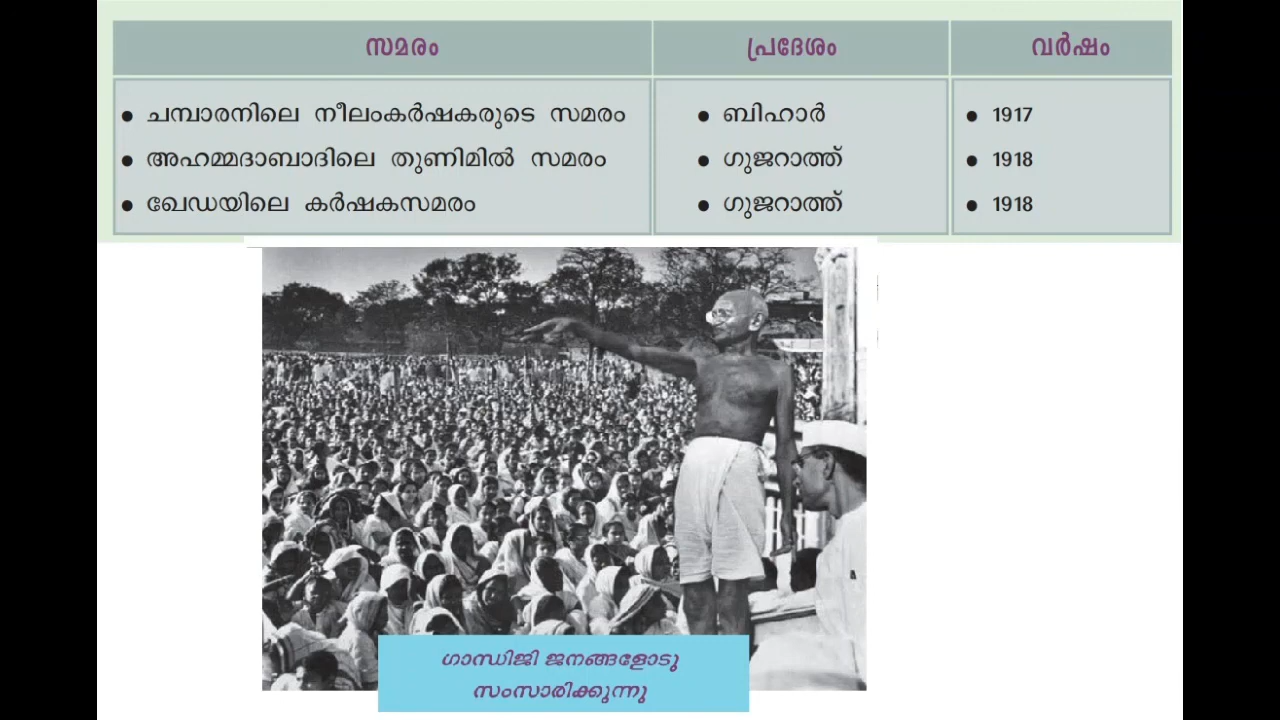 സമരം പ്രദേശം വർഷം
• ചമ്പാരനിലെ നീലംകർഷകരുടെ സമരം • ബിഹാർ • 1917
• അഹമ്മദാബാദിലെ തുണിമിൽ സമരം • ഗുജറാത്ത് • 1918
• ഖേഡയിലെ കർഷകസമരം • ഗുജറാത്ത് • 1918
ഗാന്ധിജി ജനങ്ങളോടു
സംസാരിക്കുന്നു